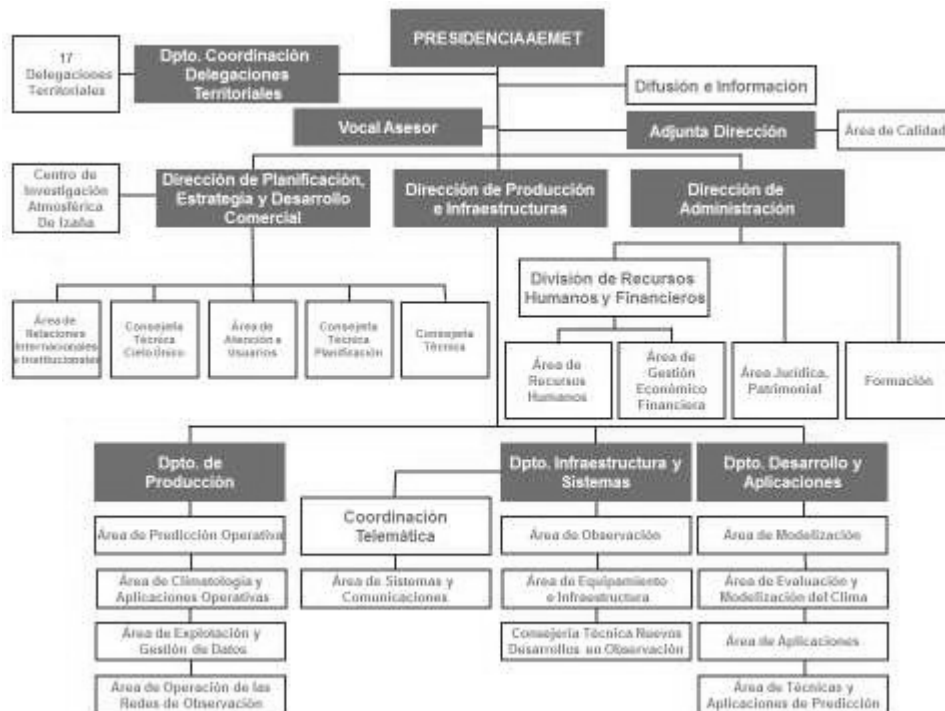 PRESIDENCIA AEMET
17
Delegaciones
Territoriales
Dpto. Coordinación
Delegaciones
Territoriales
Difusión e Información
Vocal Asesor
Adjunta Dirección
Área de Calidad
Centro de
Investigación
Atmosférica
De Izaña
Dirección de Planificación,
Estrategia y Desarrollo
Comercial
Dirección de Producción
e Infraestructuras
Dirección de
Administración
División de Recursos
Humanos y Financieros
Área de
Relaciones
Internacionales
e Institucionales
Consejería
Técnica
Cielo Único
Área de
Atención a
Usuarios
Consejería
Técnica
Planificación
Consejería
Técnica
Área de
Recursos
Humanos
Área de
Gestión
Económico
Financiera
Área Jurídica,
Patrimonial
Formación
Dpto. de
Producción
Dpto. Infraestructura y
Sistemas
Dpto. Desarrollo y
Aplicaciones
Área de Predicción Operativa
Coordinación
Telemática
Área de Observación
Área de Modelización
Área de Climatología y
Aplicaciones Operativas
Área de Sistemas y
Comunicaciones
Área de Equipamiento
e Infraestructura
Área de Evaluación y
Modelización del Clima
Área de Explotación y
Gestión de Datos
Consejería Técnica Nuevos
Desarrollos en Observación
Área de Aplicaciones
Área de Operación de las
Redes de Observación
Área de Técnicas y
Aplicaciones de Predicción